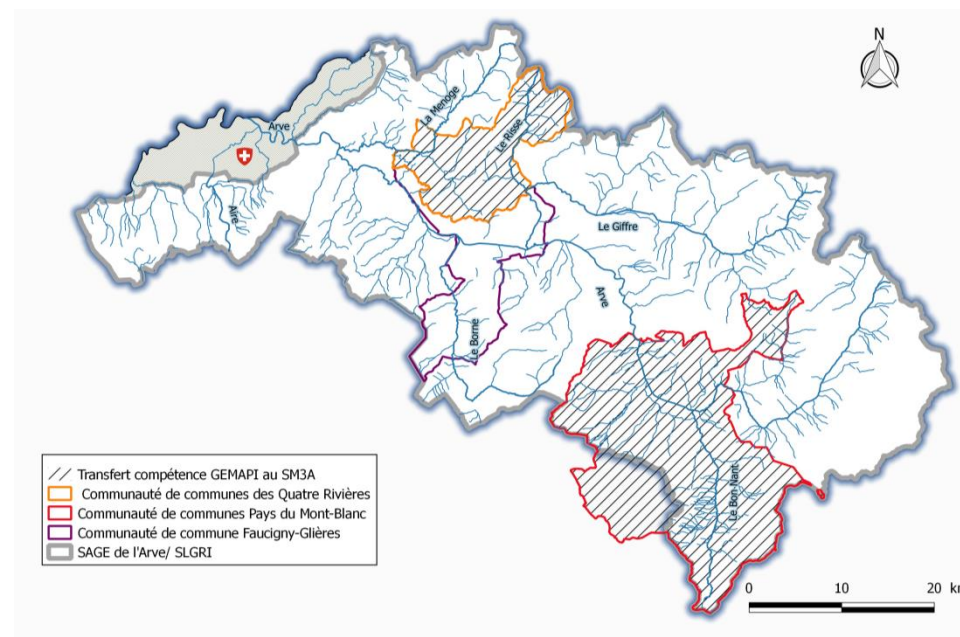 N
La Menoge
Arve
Le Risse
Aire
Le Giffre
Arve
Le Borne
Le Bon Nant
Transfert compétence GEMAPI au SM3A
Communauté de communes des Quatre Rivières
Communauté de communes Pays du Mont-Blanc
Communauté de commune Faucigny-Glières
SAGE de l'Arve/ SLGRI
0 10 20 km